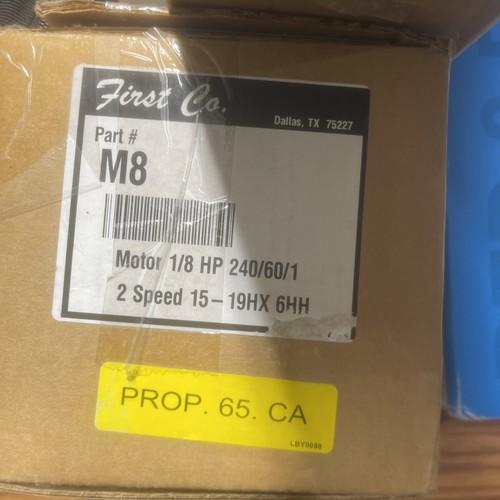 First Co.
Dallas, TX 75227
Part #
M8
Motor 1/8 HP 240/60/1
2 Speed 15-19HX 6HH
PROP. 65. CA
LBY0088